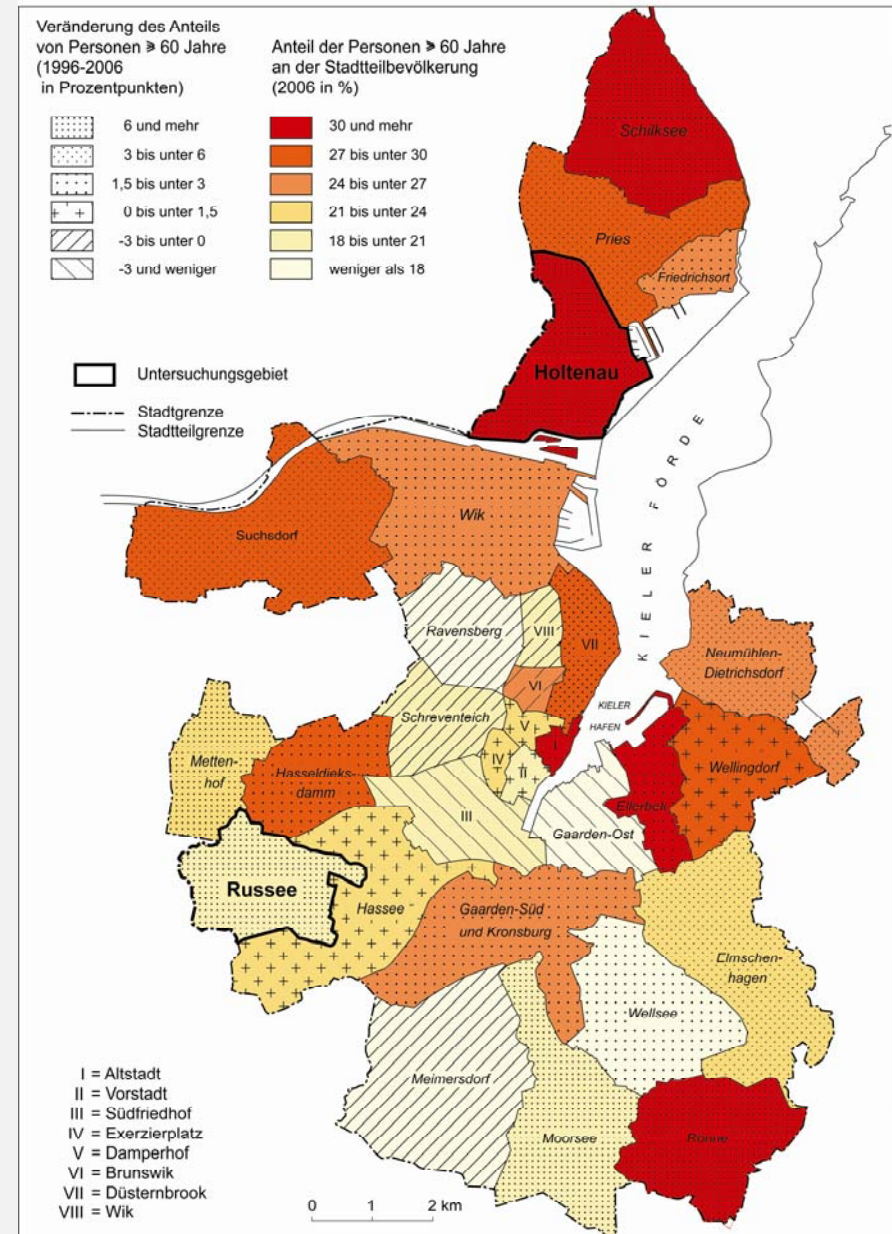 Veränderung des Anteils
von Personen ⩾ 60 Jahre
(1996-2006
in Prozentpunkten)
6 und mehr
3 bis unter 6
1,5 bis unter 3
0 bis unter 1,5
-3 bis unter 0
-3 und weniger
Anteil der Personen ⩾ 60 Jahre
an der Stadtteilbevölkerung
(2006 in %)
30 und mehr
27 bis unter 30
24 bis unter 27
21 bis unter 24
18 bis unter 21
weniger als 18
Untersuchungsgebiet
Stadtgrenze
Stadtteilgrenze
Schilksee
Pries
Friedrichsort
Holtenau
KIELER FÖRDE
Wik
Suchsdorf
Ravensberg
VIII
VII
VI
Neumühlen-
Dietrichsdorf
Schreventeich
V
KIELER
HAFEN
I
IV
II
Metten-
hof
Hasseldieks-
damm
Wellingdorf
III
Ellerbek
Gaarden-Ost
Russee
Hassee
Gaarden-Süd
und Kronsburg
Elmschen-
hagen
Wellsee
Meimersdorf
Moorsee
Rönne
I = Altstadt
II = Vorstadt
III = Südfriedhof
IV = Exerzierplatz
V = Damperhof
VI = Brunswik
VII = Düsternbrook
VIII = Wik
0 1 2 km